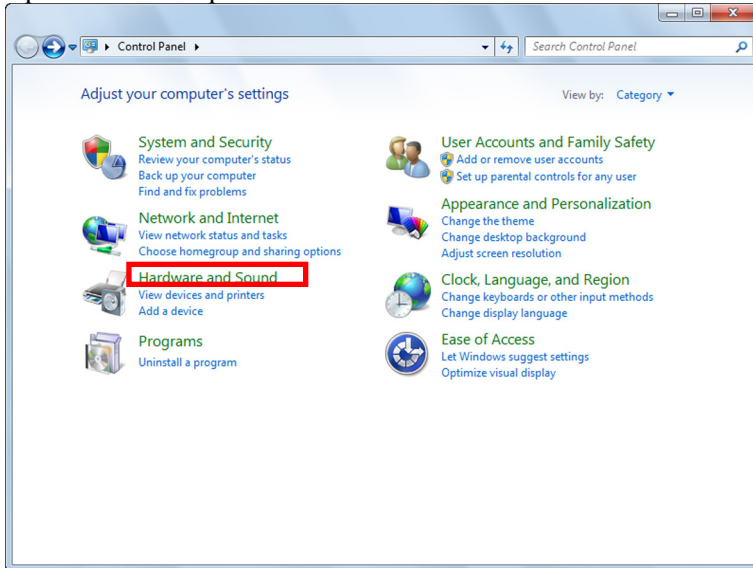 Control Panel
Search Control Panel
Adjust your computer's settings
View by: Category
System and Security
Review your computer's status
Back up your computer
Find and fix problems
Network and Internet
View network status and tasks
Choose homegroup and sharing options
Hardware and Sound
View devices and printers
Add a device
Programs
Uninstall a program
User Accounts and Family Safety
Add or remove user accounts
Set up parental controls for any user
Appearance and Personalization
Change the theme
Change desktop background
Adjust screen resolution
Clock, Language, and Region
Change keyboards or other input methods
Change display language
Ease of Access
Let Windows suggest settings
Optimize visual display